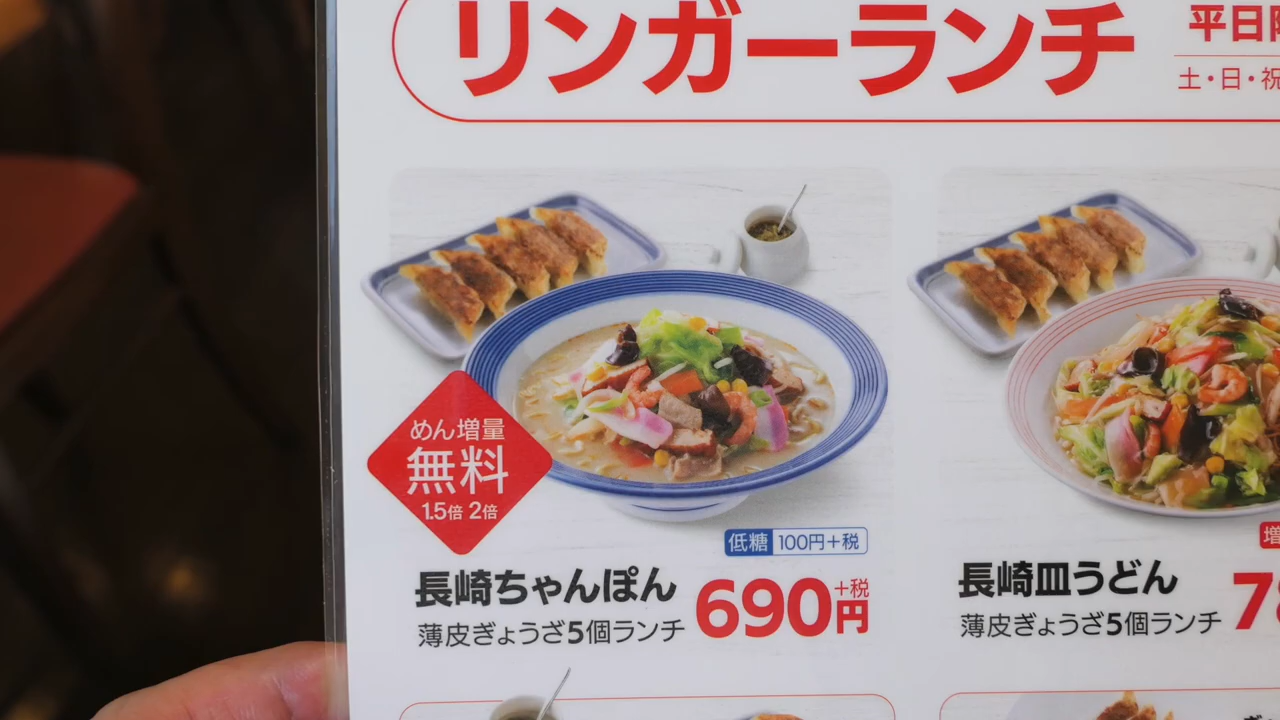 リンガーランチ
平日
土・日・祝
めん増量
無料
1.5倍 2倍
低糖 100円+税
長崎ちゃんぽん
薄皮ぎょうざ5個ランチ
690円+税
長崎皿うどん
薄皮ぎょうざ5個ランチ
7
増